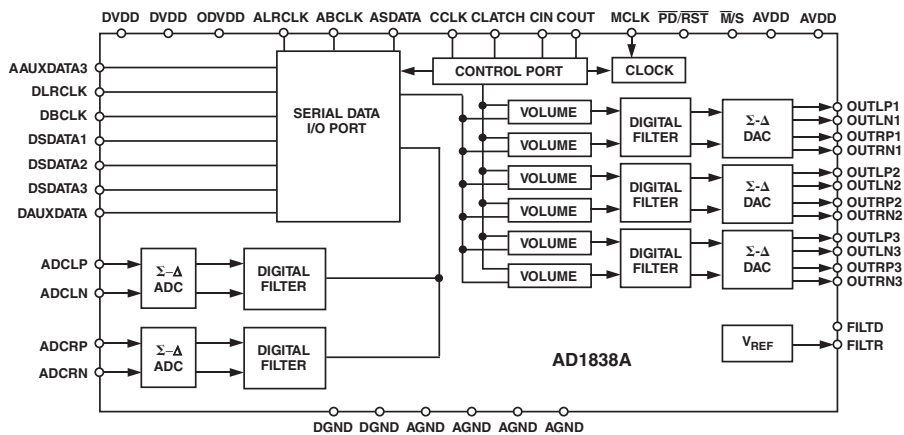 DVDD DVDD ODVDD ALRCLK ABCLK ASDATA CCLK CLATCH CIN COUT MCLK PD/RST M/S AVDD AVDD
AAUXDATA3
DLRCLK
DBCLK
DSDATA1
DSDATA2
DSDATA3
DAUXDATA
ADCLP
ADCLN
ADCRP
ADCRN
SERIAL DATA
I/O PORT
CONTROL PORT
CLOCK
Σ–Δ
ADC
DIGITAL
FILTER
Σ–Δ
ADC
DIGITAL
FILTER
VOLUME
VOLUME
VOLUME
VOLUME
VOLUME
VOLUME
DIGITAL
FILTER
DIGITAL
FILTER
DIGITAL
FILTER
Σ-Δ
DAC
Σ-Δ
DAC
Σ-Δ
DAC
OUTLP1
OUTLN1
OUTRP1
OUTRN1
OUTLP2
OUTLN2
OUTRP2
OUTRN2
OUTLP3
OUTLN3
OUTRP3
OUTRN3
VREF
FILTD
FILTR
AD1838A
DGND DGND AGND AGND AGND AGND